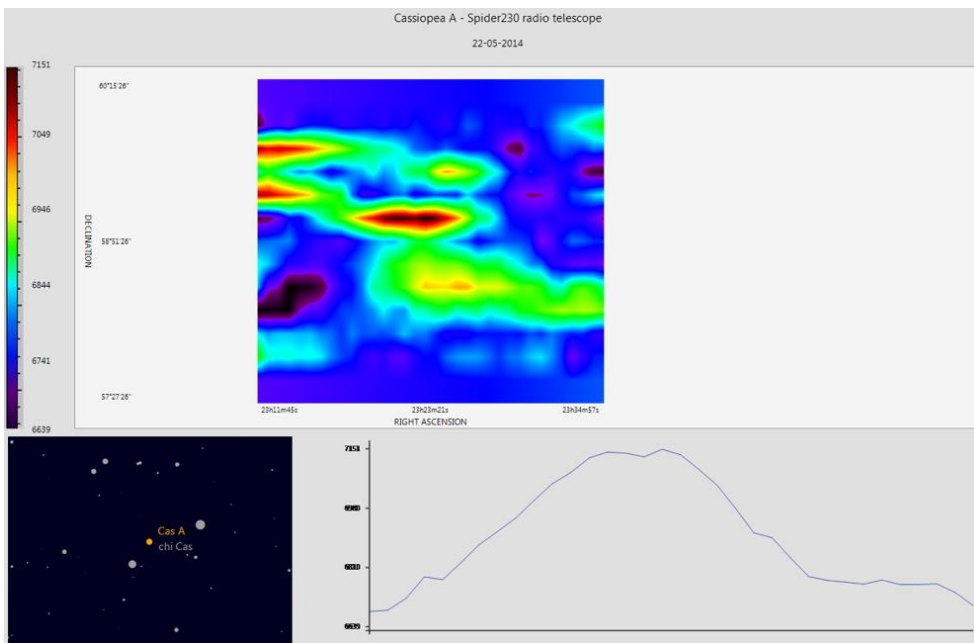 Cassiopea A - Spider230 radio telescope
22-05-2014
7151
7049
6946
6844
6741
6639
60°15'26"
58°51'26"
57°27'26"
DECLINATION
23h11m45s
23h23m21s
23h34m57s
RIGHT ASCENSION
Cas A
chi Cas
7151
6639